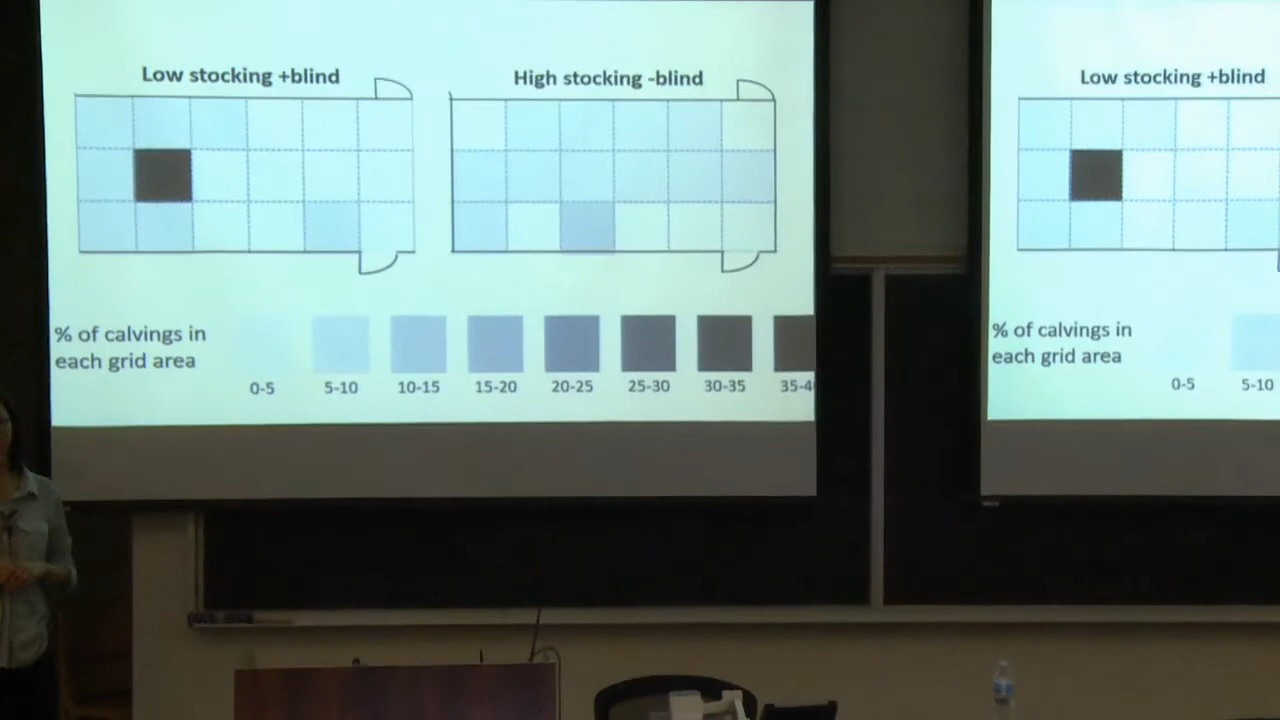 Low stocking +blind
High stocking -blind
% of calvings in
each grid area
0-5
5-10
10-15
15-20
20-25
25-30
30-35
35-4
Low stocking +blind
% of calvings in
each grid area
0-5
5-10